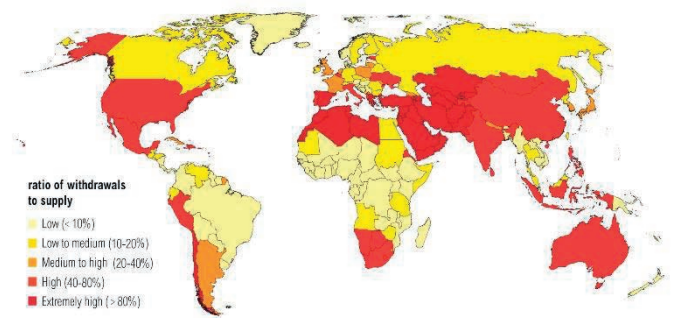 ratio of withdrawals
to supply
Low (< 10%)
Low to medium (10-20%)
Medium to high (20-40%)
High (40-80%)
Extremely high (> 80%)